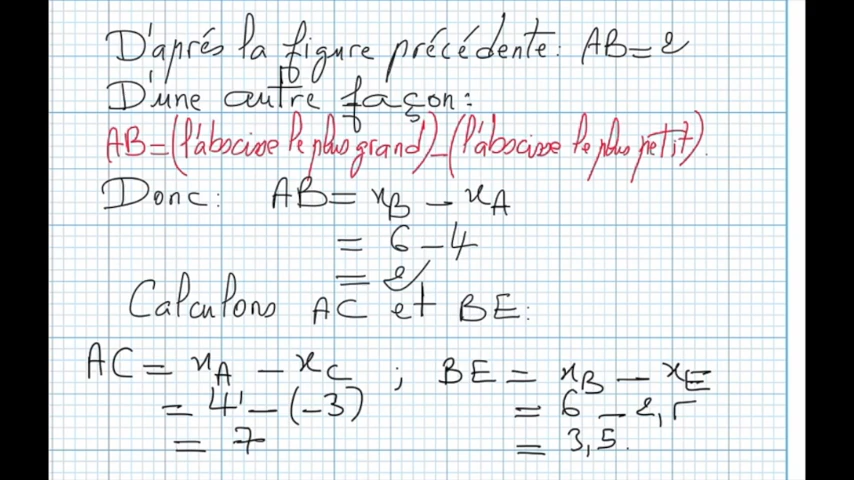 D'aprés la figure précédente: AB=2
D'une autre façon:
AB=(l'abscisse le plus grand)-(l'abscisse le plus petit).
Donc: AB= xB - xA
= 6 - 4
= 2
Calculons AC et BE:
AC= xA - xC ; BE = xB - xE
= 4 - (-3) = 6 - 2,5
= 7 = 3,5.